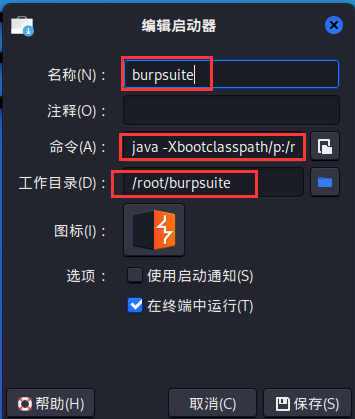 编辑启动器
名称(N)： burpsuite
注释(O)：
命令(A)： java -Xbootclasspath/p:/r
工作目录(D)： /root/burpsuite
图标(I)：
选项： 使用启动通知(S)
在终端中运行(T)
帮助(H) 取消(C) 保存(S)